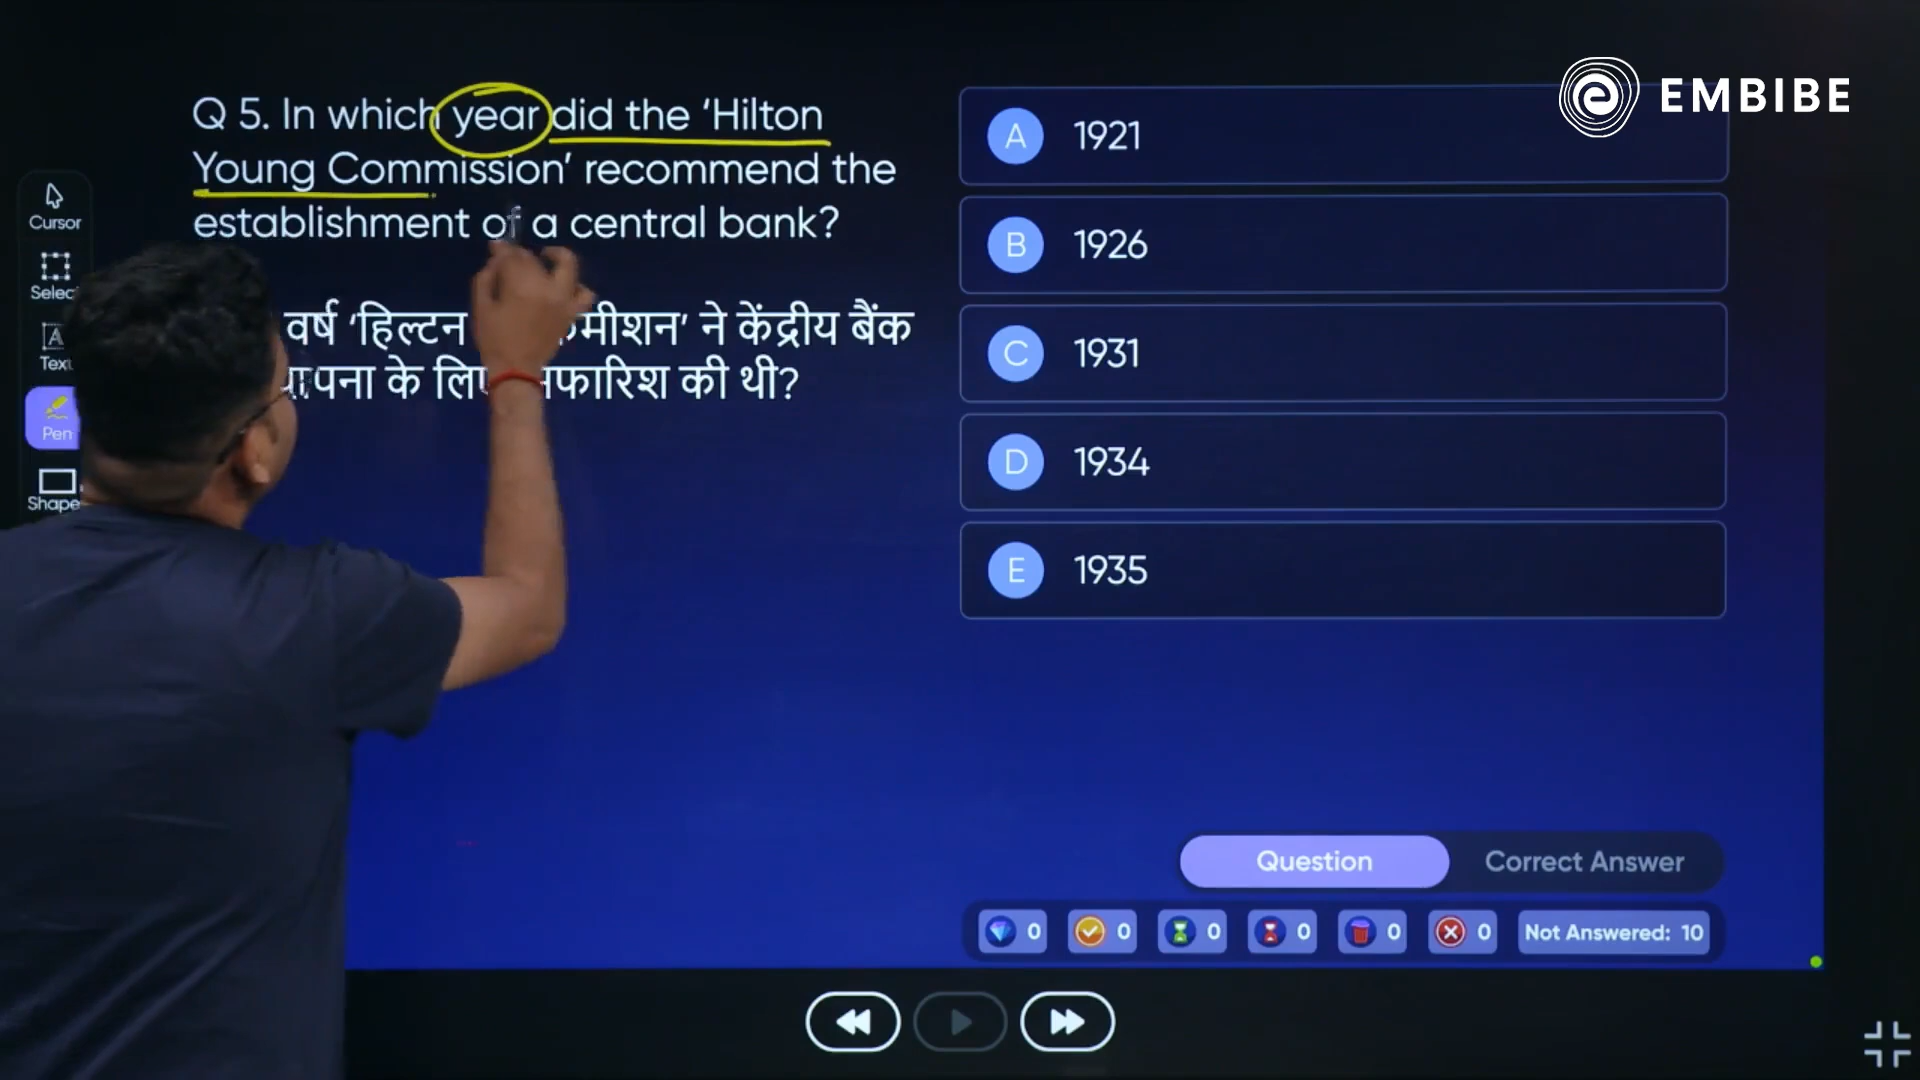 EMBIBE
Q 5. In which year did the ‘Hilton
Young Commission’ recommend the
establishment of a central bank?
वर्ष ‘हिल्टन कमीशन’ ने केंद्रीय बैंक
के लिए की थी?
A 1921
B 1926
C 1931
D 1934
E 1935
Cursor
Select
Text
Pen
Shape
Question Correct Answer
0 0 0 0 0 0 Not Answered: 10